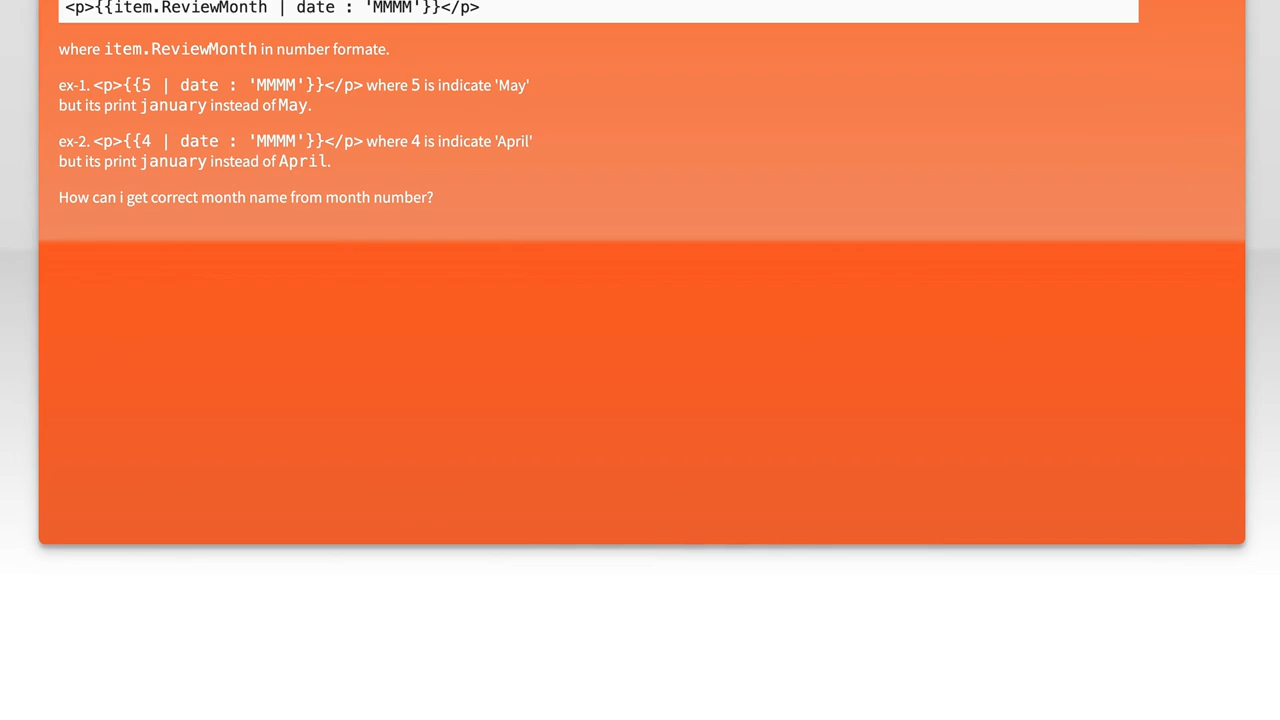 <p>{{item.ReviewMonth | date : 'MMMM'}}</p>
where item.ReviewMonth in number formate.
ex-1. <p>{{5 | date : 'MMMM'}}</p> where 5 is indicate 'May'
but its print january instead of May.
ex-2. <p>{{4 | date : 'MMMM'}}</p> where 4 is indicate 'April'
but its print january instead of April.
How can i get correct month name from month number?